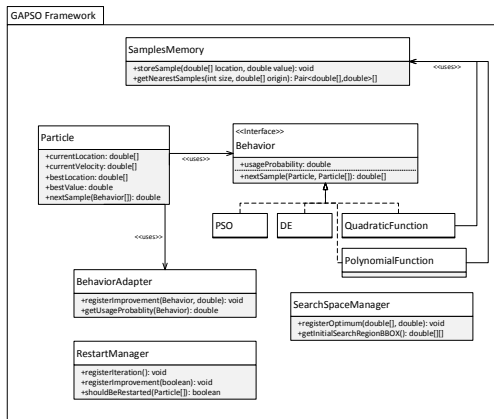 GAPSO Framework
SamplesMemory
+storeSample(double[] location, double value): void
+getNearestSamples(int size, double[] origin): Pair<double[],double>[]
<<uses>>
Particle
+currentLocation: double[]
+currentVelocity: double[]
+bestLocation: double[]
+bestValue: double
+nextSample(Behavior[]): double
<<uses>>
<<Interface>>
Behavior
+usageProbability: double
+nextSample(Particle, Particle[]): double[]
PSO
DE
QuadraticFunction
PolynomialFunction
<<uses>>
BehaviorAdapter
+registerImprovement(Behavior, double): void
+getUsageProbablity(Behavior): double
SearchSpaceManager
+registerOptimum(double[], double): void
+getInitialSearchRegionBBOX(): double[][]
RestartManager
+registerIteration(): void
+registerImprovement(boolean): void
+shouldBeRestarted(Particle[]): boolean